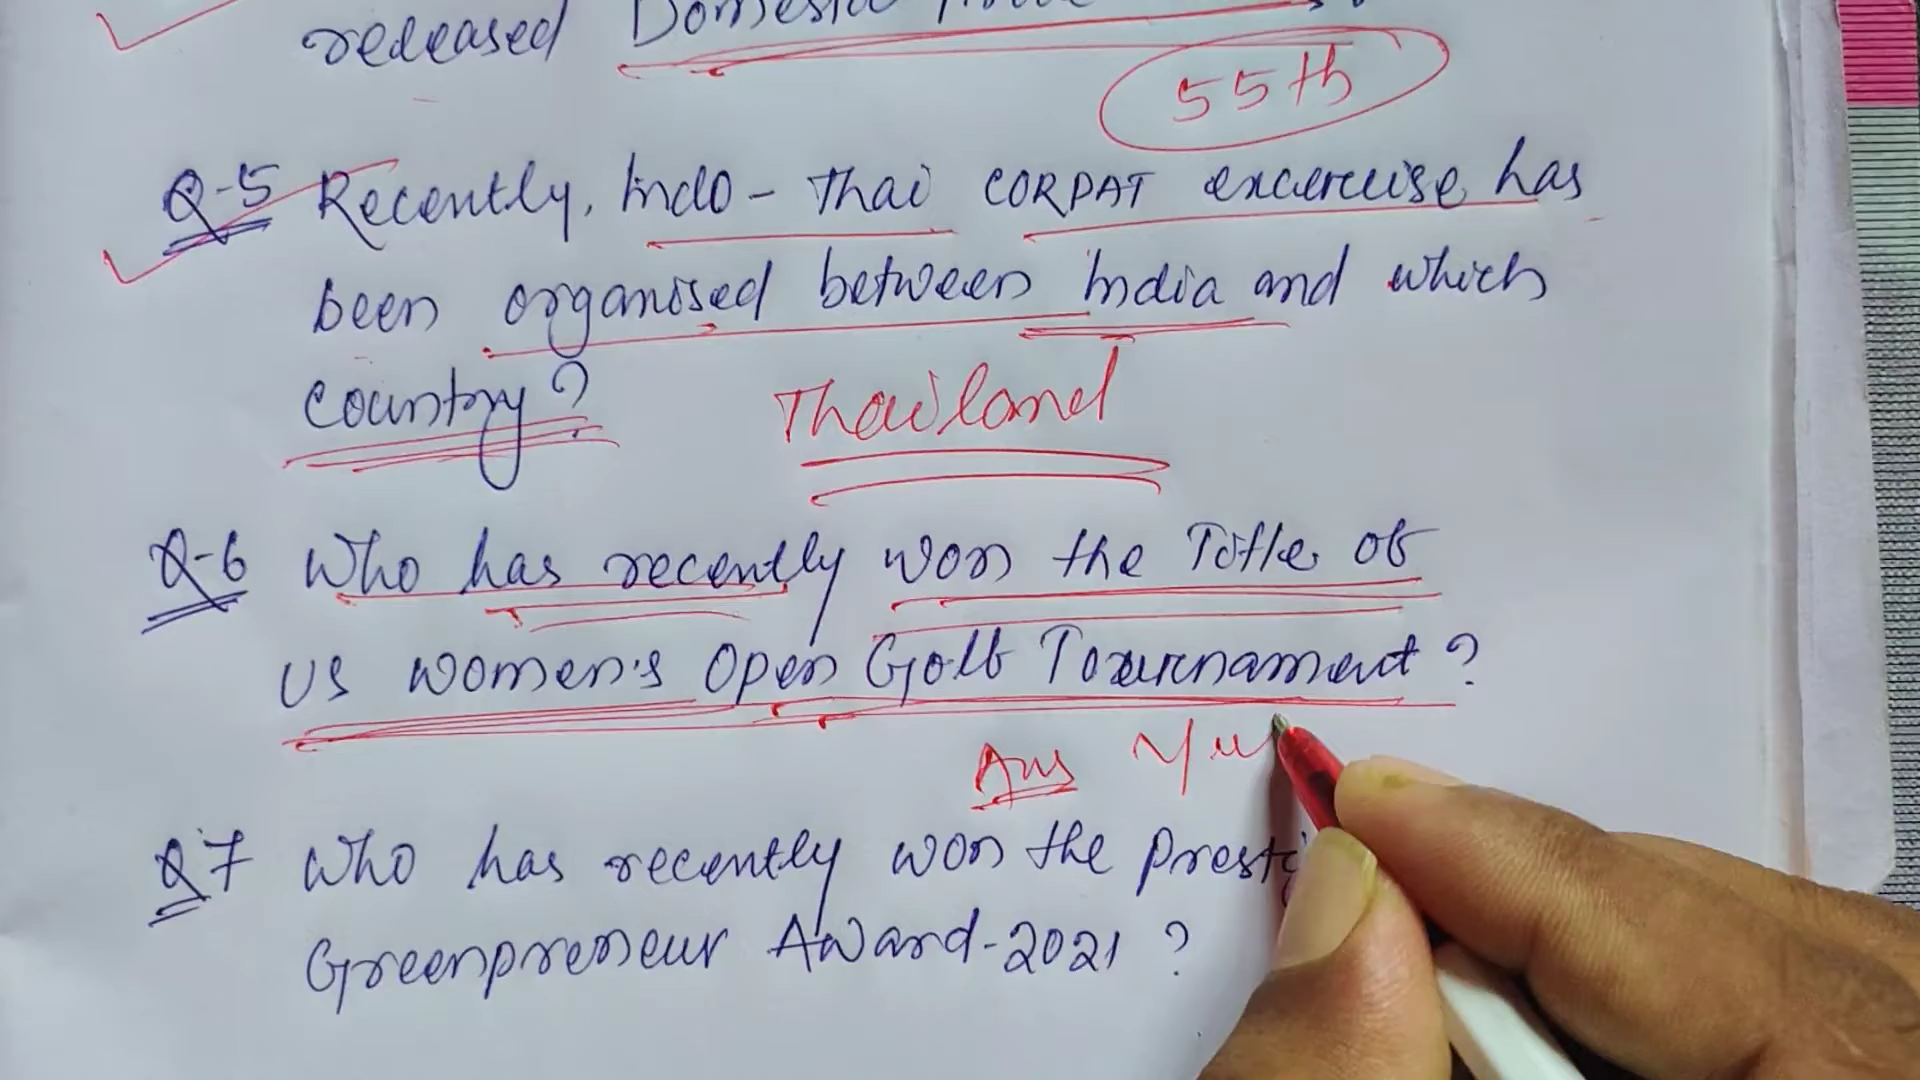 released Domestic
55th
Q-5 Recently, Indo - Thai CORPAT excercise has
been organised between India and which
country? Thailand
Q-6 Who has recently won the Title of
US Women's Open Golf Tournament?
Ans Yu
Q7 Who has recently won the
Greenpreneur Award-2021?